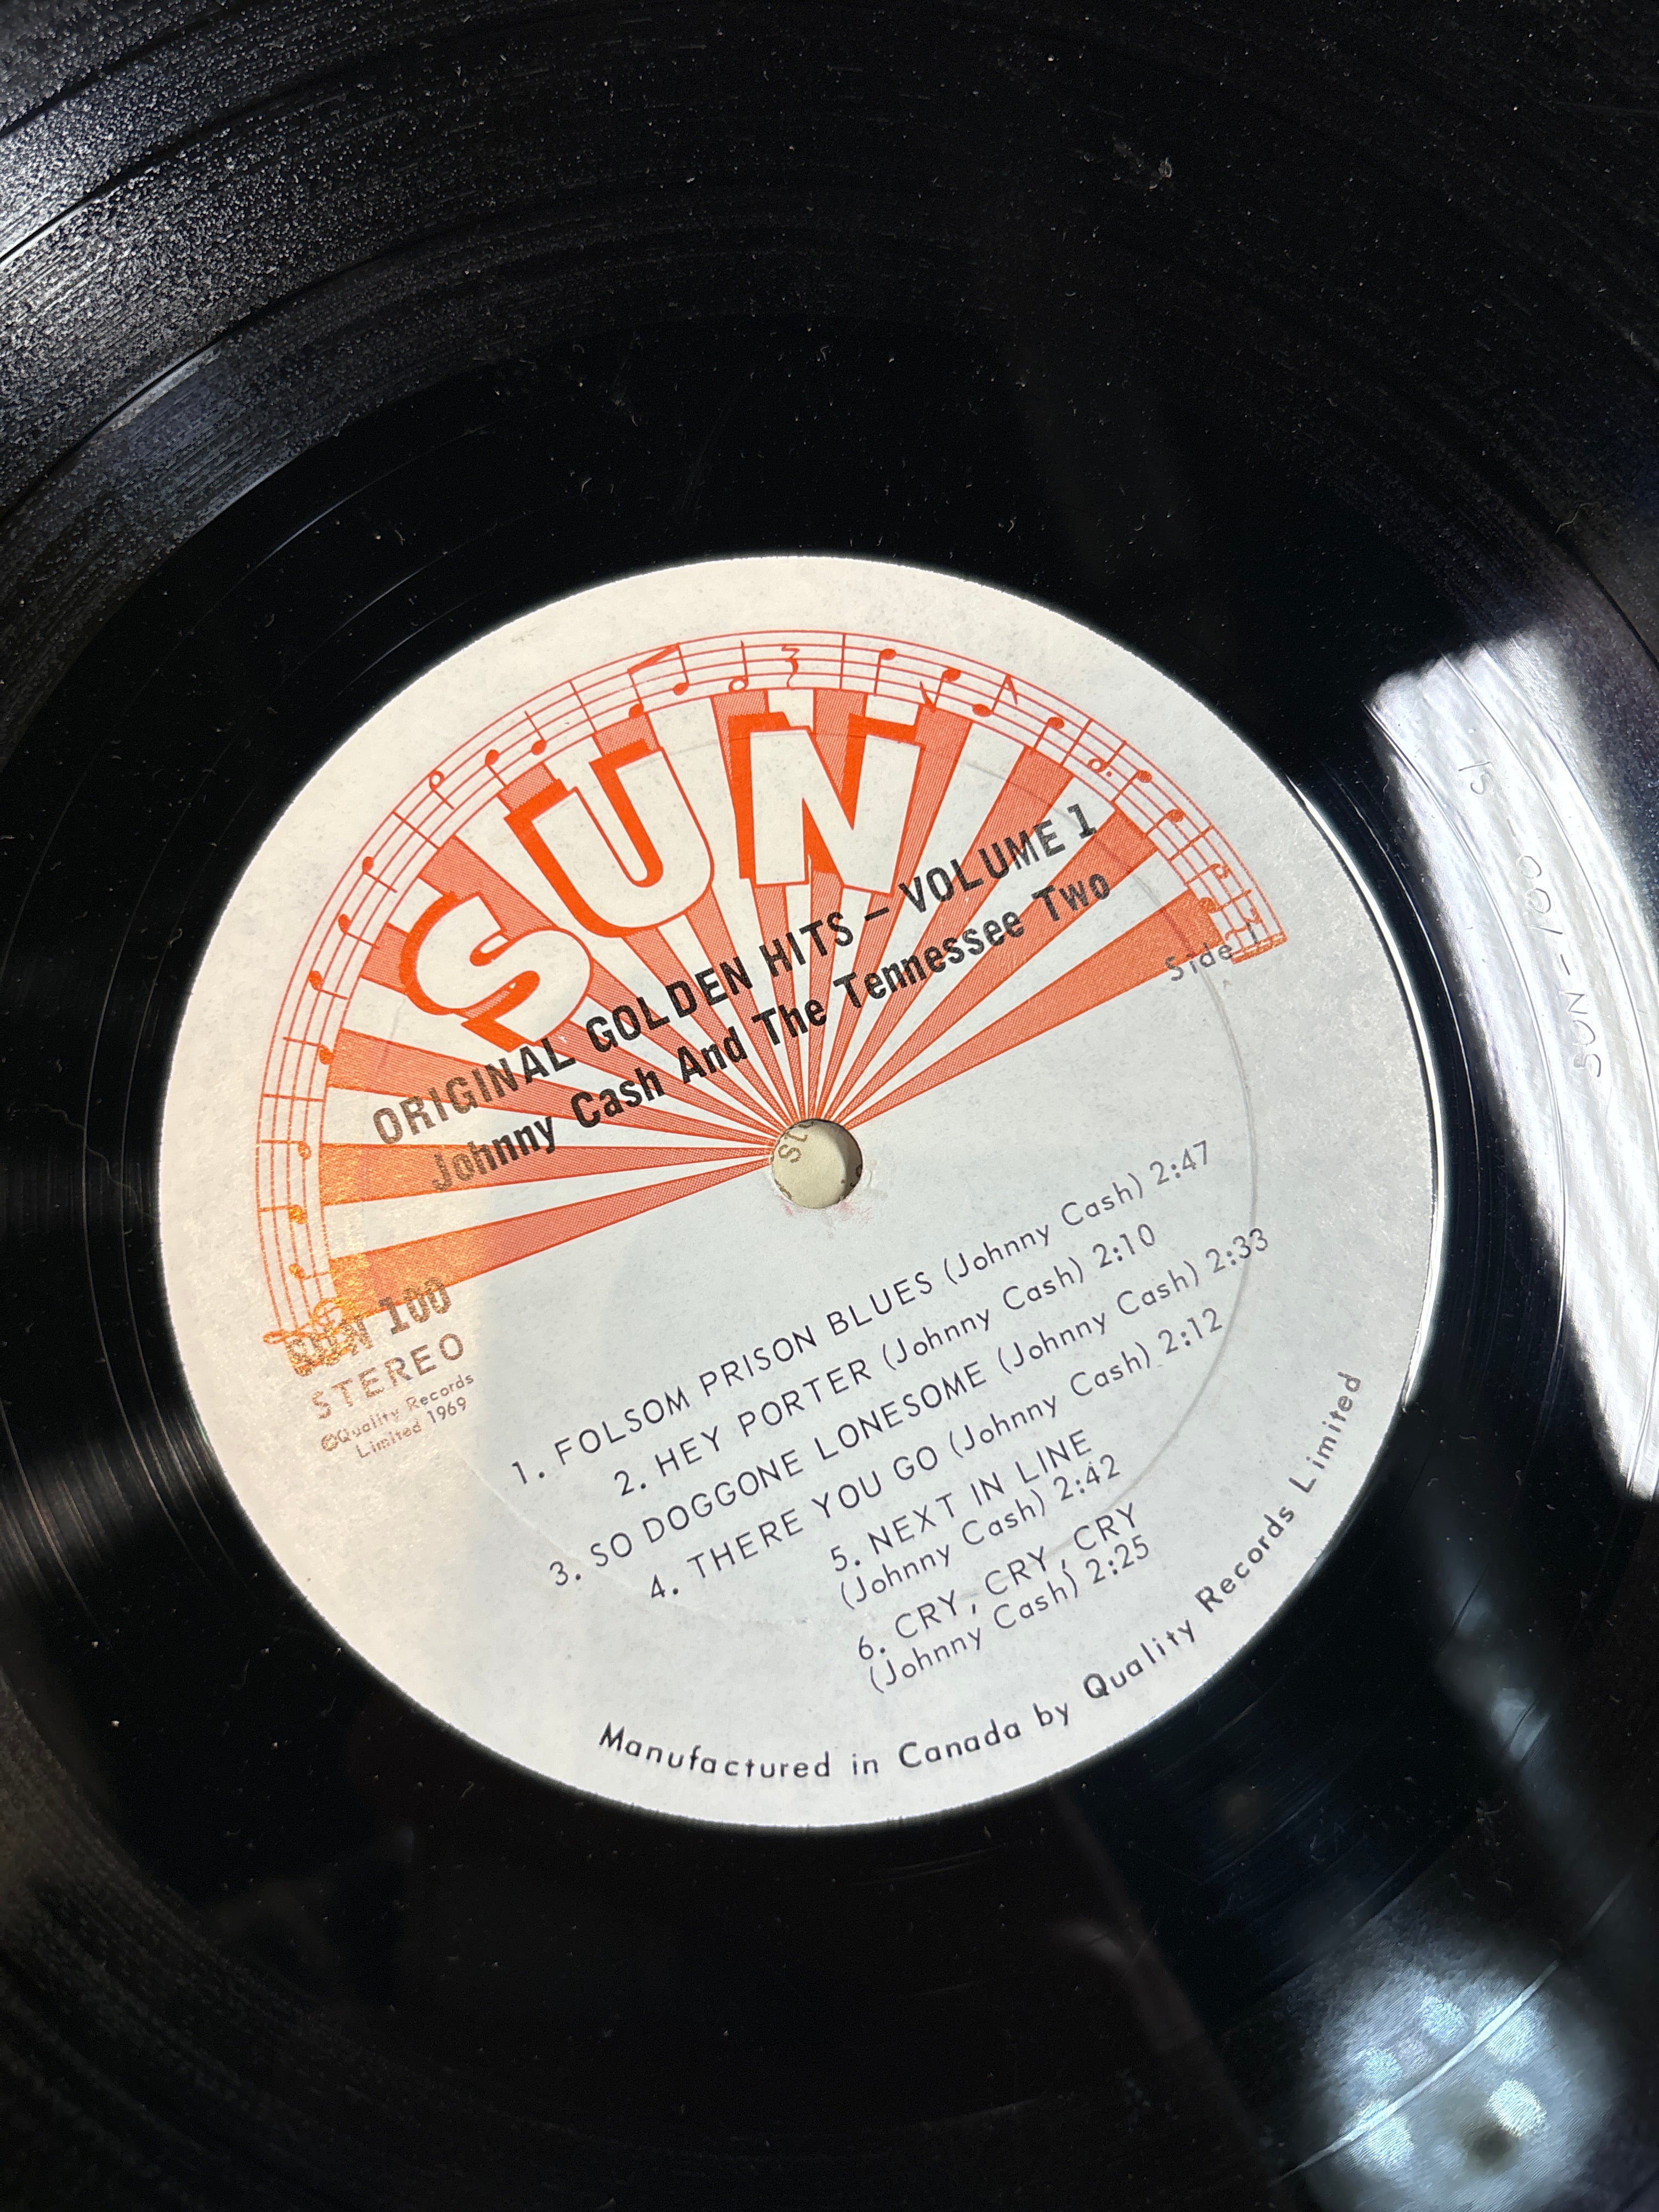 SUN
ORIGINAL GOLDEN HITS – VOLUME 1
Johnny Cash And The Tennessee Two
Side 1
SUN 100
STEREO
©Quality Records
Limited 1969
1. FOLSOM PRISON BLUES (Johnny Cash) 2:47
2. HEY PORTER (Johnny Cash) 2:10
3. SO DOGGONE LONESOME (Johnny Cash) 2:33
4. THERE YOU GO (Johnny Cash) 2:12
5. NEXT IN LINE
(Johnny Cash) 2:42
6. CRY, CRY, CRY
(Johnny Cash) 2:25
Manufactured in Canada by Quality Records Limited
SUN-100